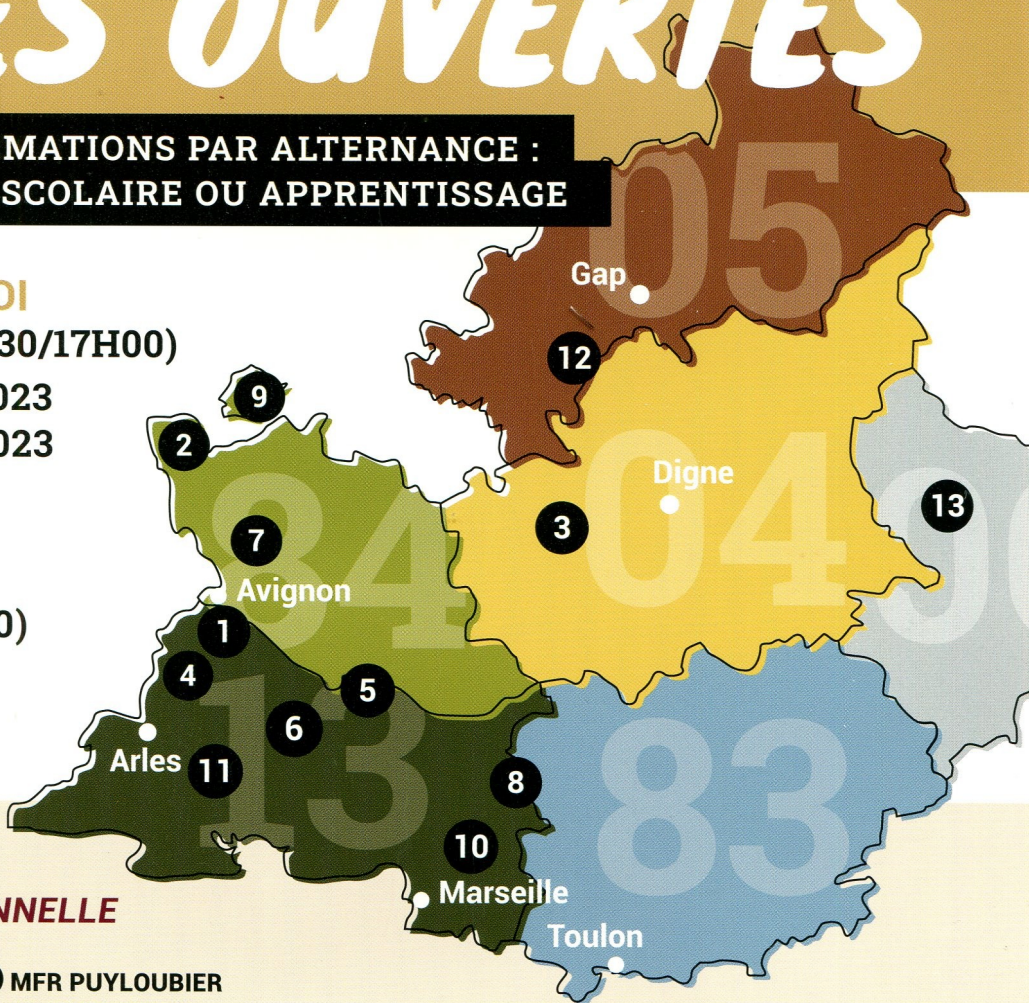 ES OUVERTES
MATIONS PAR ALTERNANCE :
SCOLAIRE OU APPRENTISSAGE
DI
30/17H00)
023
023
0)
NNELLE
MFR PUYLOUBIER
05
Gap
12
9
2
84
7
Avignon
04
Digne
3
13
06
1
4
5
13
6
Arles
11
8
10
Marseille
83
Toulon